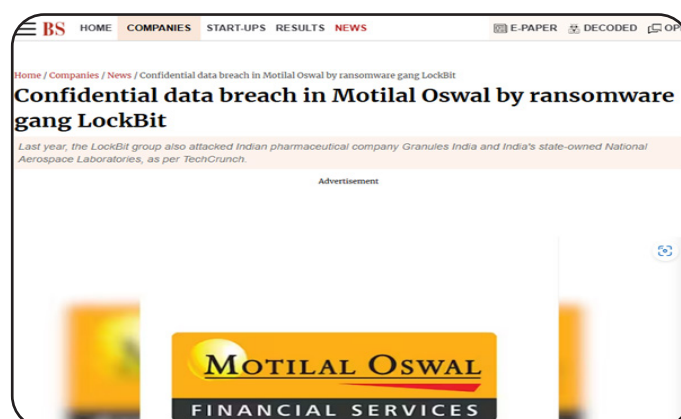 BS HOME COMPANIES START-UPS RESULTS NEWS E-PAPER DECODED OP
Home / Companies / News / Confidential data breach in Motilal Oswal by ransomware gang LockBit
Confidential data breach in Motilal Oswal by ransomware
gang LockBit
Last year, the LockBit group also attacked Indian pharmaceutical company Granules India and India's state-owned National
Aerospace Laboratories, as per TechCrunch.
Advertisement
MOTILAL OSWAL
FINANCIAL SERVICES